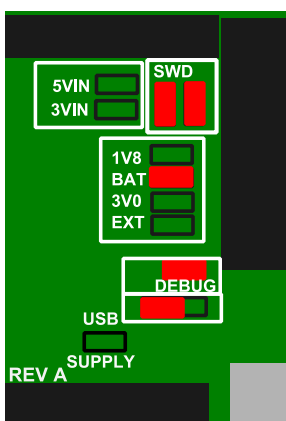 SWD
5VIN
3VIN
1V8
BAT
3V0
EXT
DEBUG
USB
SUPPLY
REV A